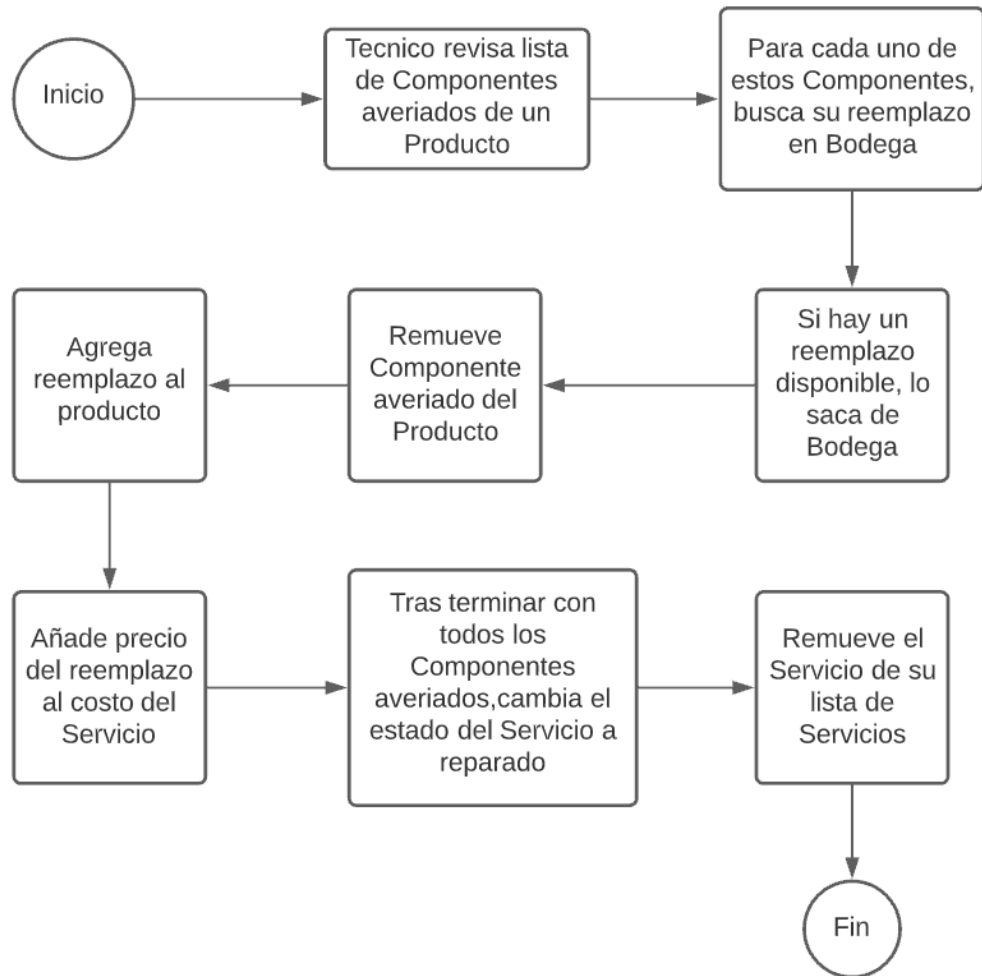 Inicio
Tecnico revisa lista
de Componentes
averiados de un
Producto
Para cada uno de
estos Componentes,
busca su reemplazo
en Bodega
Si hay un
reemplazo
disponible, lo
saca de
Bodega
Remueve
Componente
averiado del
Producto
Agrega
reemplazo al
producto
Añade precio
del reemplazo
al costo del
Servicio
Tras terminar con
todos los
Componentes
averiados,cambia el
estado del Servicio a
reparado
Remueve el
Servicio de su
lista de
Servicios
Fin